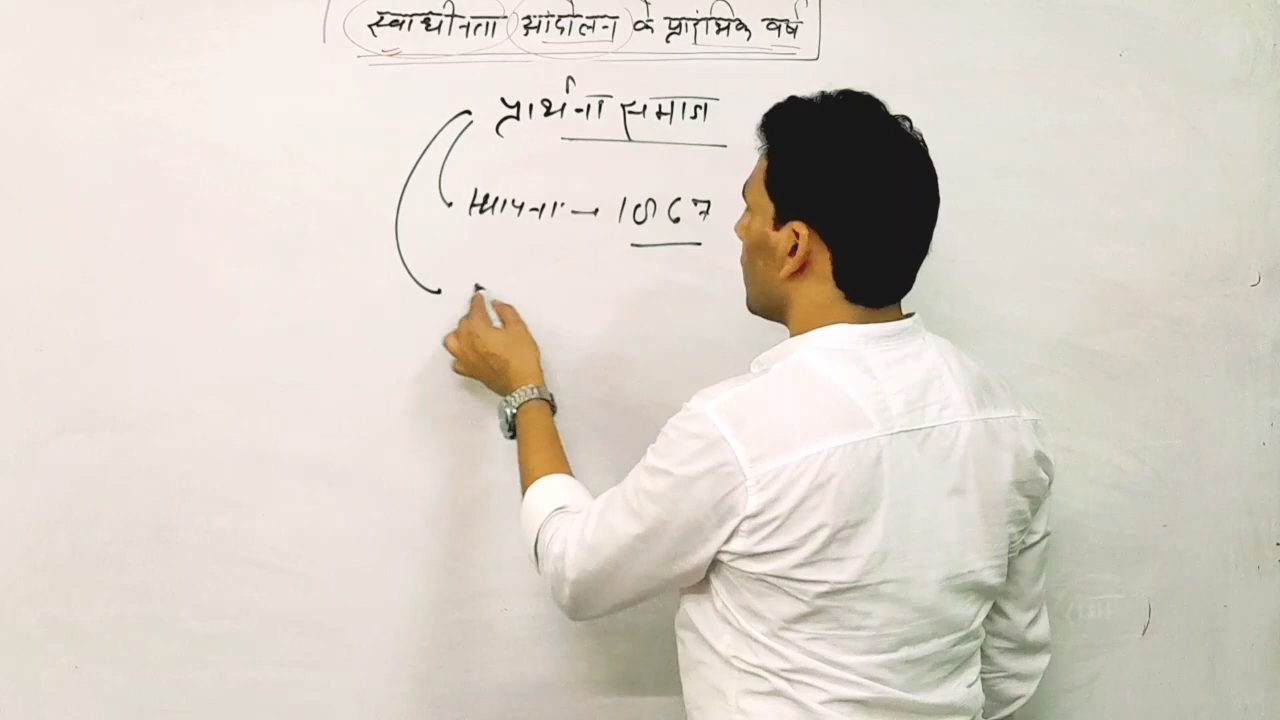 स्वाधीनता आंदोलन के प्रारंभिक वर्ष
प्रार्थना समाज
स्थापना → 1867